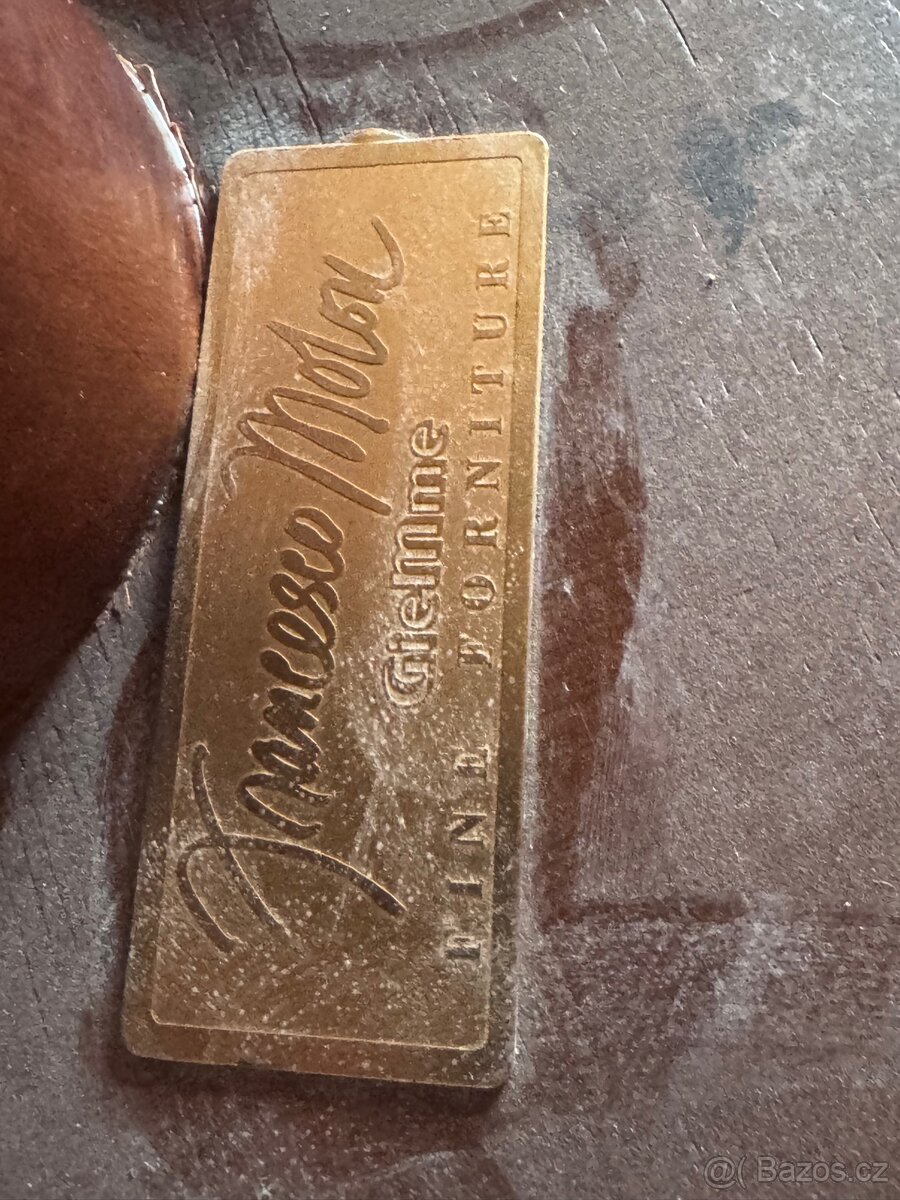 Francesco Molon
GieMme
FINE FORNITURE
@( Bazos.cz